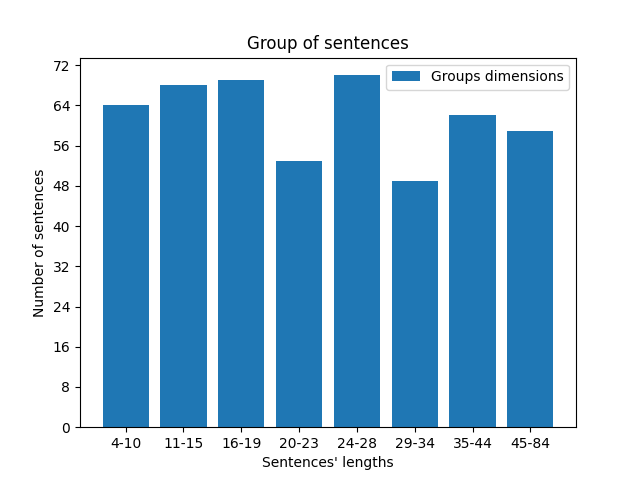 Group of sentences
Groups dimensions
Number of sentences
72
64
56
48
40
32
24
16
8
0
4-10 11-15 16-19 20-23 24-28 29-34 35-44 45-84
Sentences' lengths